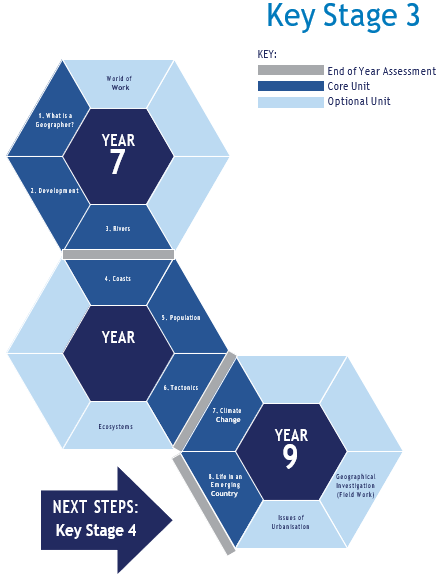 Key Stage 3
KEY:
End of Year Assessment
Core Unit
Optional Unit
World of
Work
1. What is a
Geographer?
YEAR
7
2. Development
3. Rivers
4. Coasts
5. Population
YEAR
6. Tectonics
Ecosystems
7. Climate
Change
YEAR
9
8. Life in an
Emerging
Country
Geographical
Investigation
(Field Work)
Issues of
Urbanisation
NEXT STEPS:
Key Stage 4